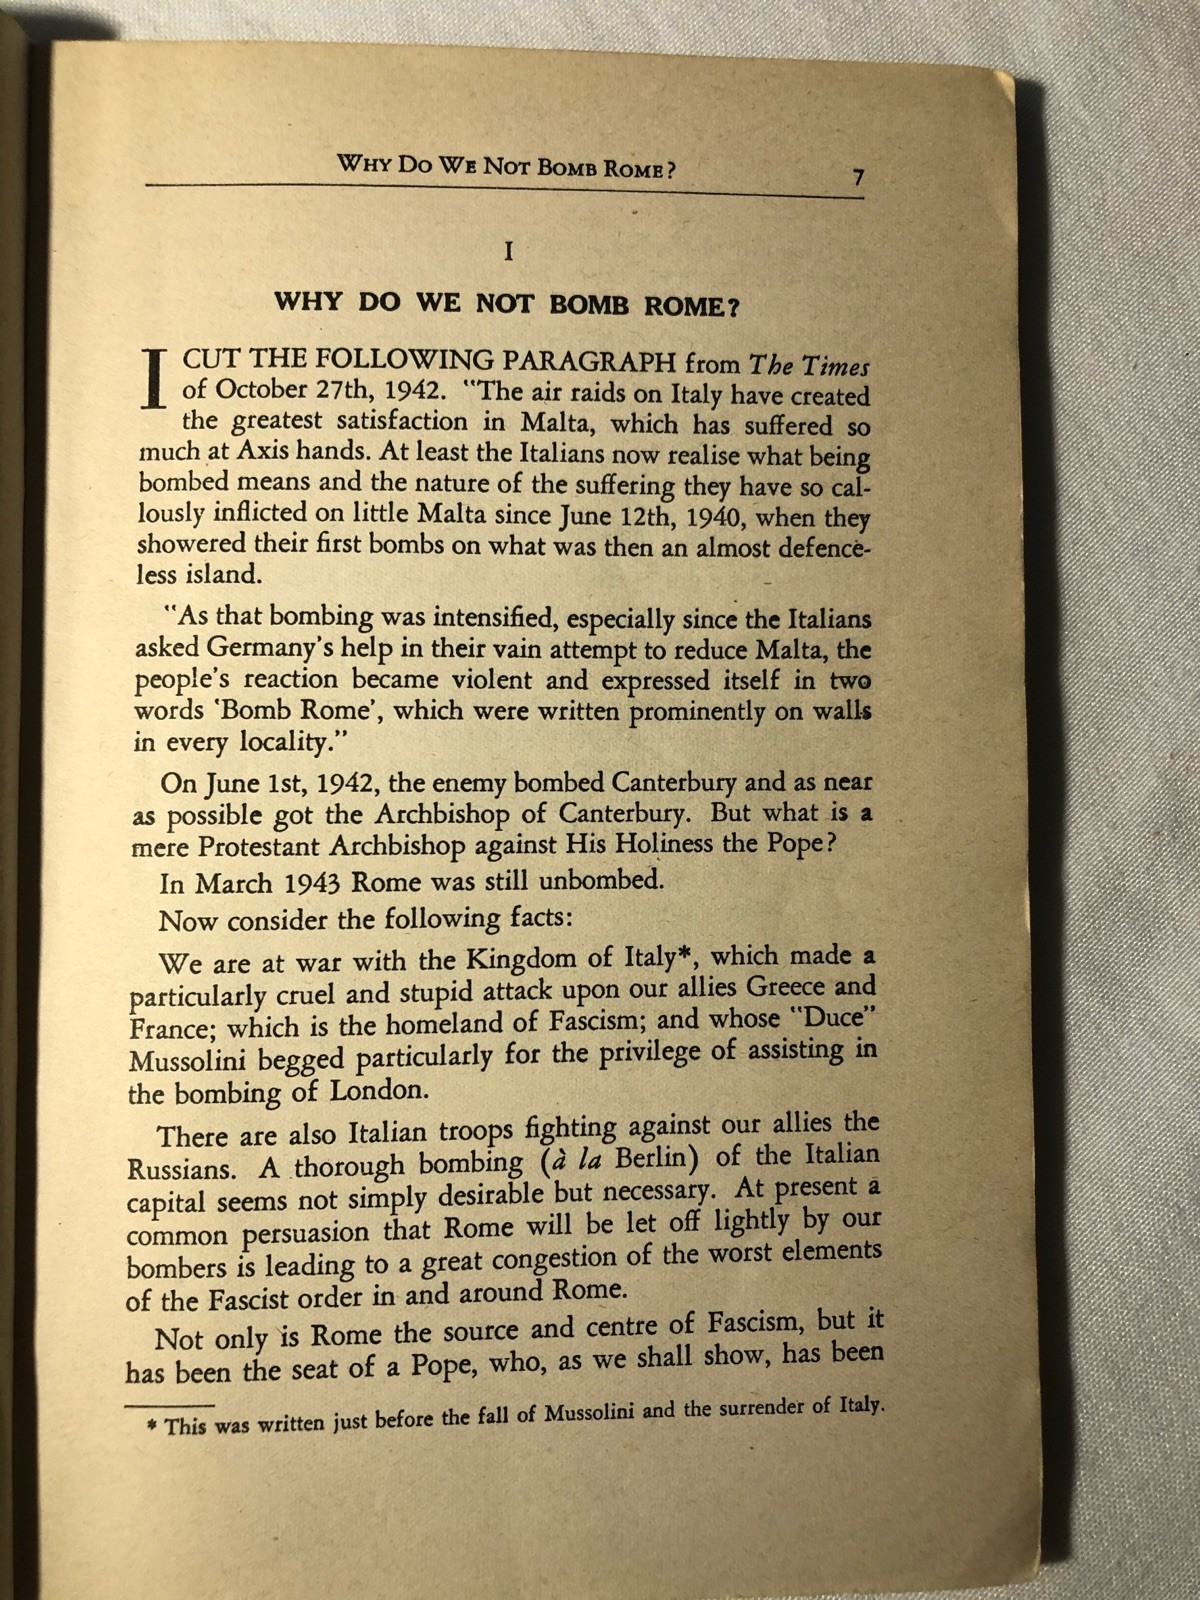 Why Do We Not Bomb Rome? 7
I
WHY DO WE NOT BOMB ROME?
I CUT THE FOLLOWING PARAGRAPH from The Times
of October 27th, 1942. "The air raids on Italy have created
the greatest satisfaction in Malta, which has suffered so
much at Axis hands. At least the Italians now realise what being
bombed means and the nature of the suffering they have so cal-
lously inflicted on little Malta since June 12th, 1940, when they
showered their first bombs on what was then an almost defence-
less island.
"As that bombing was intensified, especially since the Italians
asked Germany's help in their vain attempt to reduce Malta, the
people's reaction became violent and expressed itself in two
words 'Bomb Rome', which were written prominently on walls
in every locality."
On June 1st, 1942, the enemy bombed Canterbury and as near
as possible got the Archbishop of Canterbury. But what is a
mere Protestant Archbishop against His Holiness the Pope?
In March 1943 Rome was still unbombed.
Now consider the following facts:
We are at war with the Kingdom of Italy*, which made a
particularly cruel and stupid attack upon our allies Greece and
France; which is the homeland of Fascism; and whose "Duce"
Mussolini begged particularly for the privilege of assisting in
the bombing of London.
There are also Italian troops fighting against our allies the
Russians. A thorough bombing (à la Berlin) of the Italian
capital seems not simply desirable but necessary. At present a
common persuasion that Rome will be let off lightly by our
bombers is leading to a great congestion of the worst elements
of the Fascist order in and around Rome.
Not only is Rome the source and centre of Fascism, but it
has been the seat of a Pope, who, as we shall show, has been
* This was written just before the fall of Mussolini and the surrender of Italy.